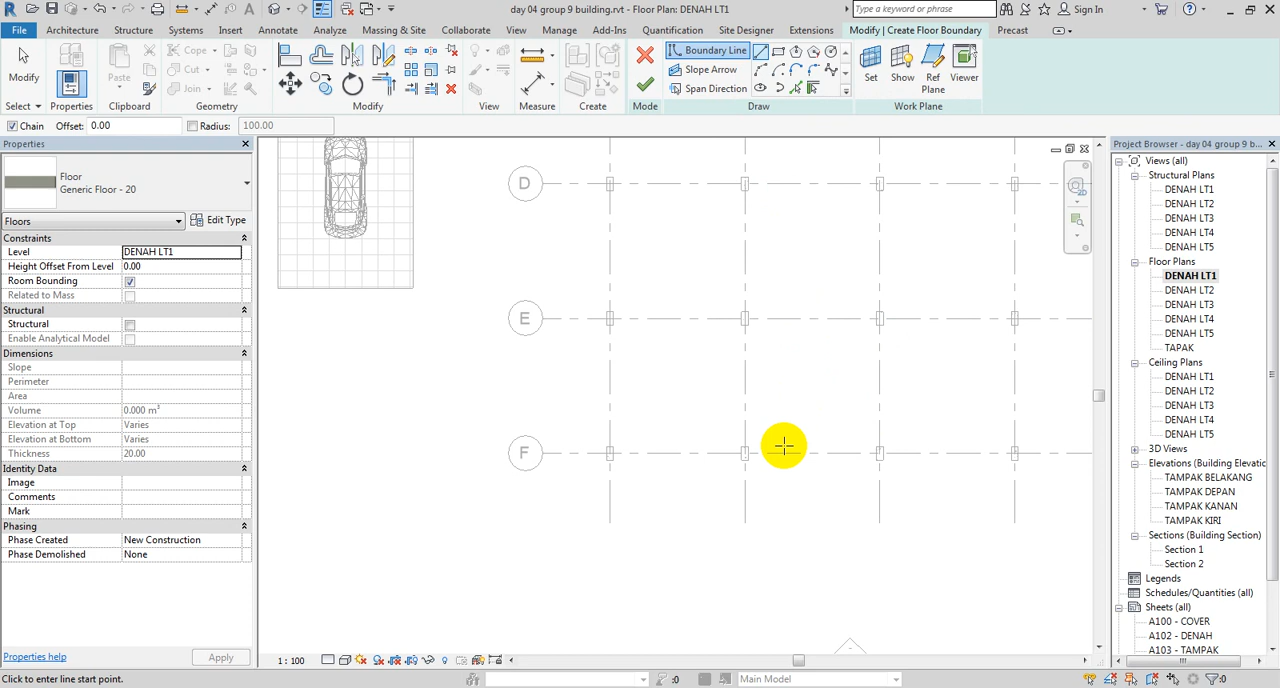 day 04 group 9 building.rvt - Floor Plan: DENAH LT1
Type a keyword or phrase
Sign In
File
Architecture
Structure
Systems
Insert
Annotate
Analyze
Massing & Site
Collaborate
View
Manage
Add-Ins
Quantification
Site Designer
Extensions
Modify | Create Floor Boundary
Precast
Modify
Properties
Paste
Cope
Cut
Join
Boundary Line
Slope Arrow
Span Direction
Set
Show
Ref Plane
Viewer
Select
Properties
Clipboard
Geometry
Modify
View
Measure
Create
Mode
Draw
Work Plane
Chain
Offset:
0.00
Radius:
100.00
Properties
Floor
Generic Floor - 20
Floors
Edit Type
Constraints
Level
DENAH LT1
Height Offset From Level
0.00
Room Bounding
Related to Mass
Structural
Structural
Enable Analytical Model
Dimensions
Slope
Perimeter
Area
Volume
0.000 m³
Elevation at Top
Varies
Elevation at Bottom
Varies
Thickness
20.00
Identity Data
Image
Comments
Mark
Phasing
Phase Created
New Construction
Phase Demolished
None
Properties help
Apply
D
E
F
2D
1 : 100
Project Browser - day 04 group 9 b...
Views (all)
Structural Plans
DENAH LT1
DENAH LT2
DENAH LT3
DENAH LT4
DENAH LT5
Floor Plans
DENAH LT1
DENAH LT2
DENAH LT3
DENAH LT4
DENAH LT5
TAPAK
Ceiling Plans
DENAH LT1
DENAH LT2
DENAH LT3
DENAH LT4
DENAH LT5
3D Views
Elevations (Building Elevatic
TAMPAK BELAKANG
TAMPAK DEPAN
TAMPAK KANAN
TAMPAK KIRI
Sections (Building Section)
Section 1
Section 2
Legends
Schedules/Quantities (all)
Sheets (all)
A100 - COVER
A102 - DENAH
A103 - TAMPAK
Click to enter line start point.
:0
Main Model
:0